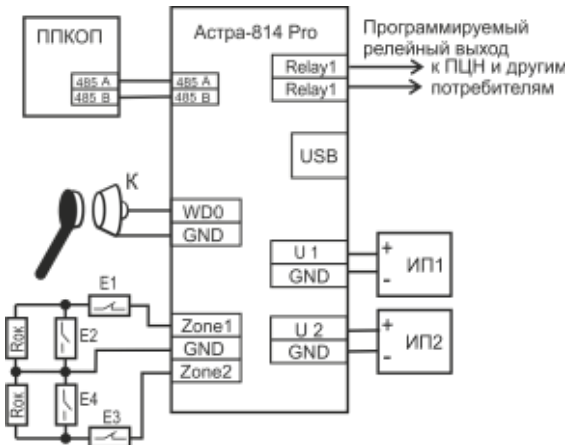 ППКОП
485 A
485 B
Астра-814 Pro
485 A
485 B
Relay1
Relay1
Программируемый
релейный выход
к ПЦН и другим
потребителям
USB
К
WD0
GND
U 1
GND
+
-
ИП1
U 2
GND
+
-
ИП2
E1
Rок
E2
Zone1
GND
Zone2
Rок
E4
E3